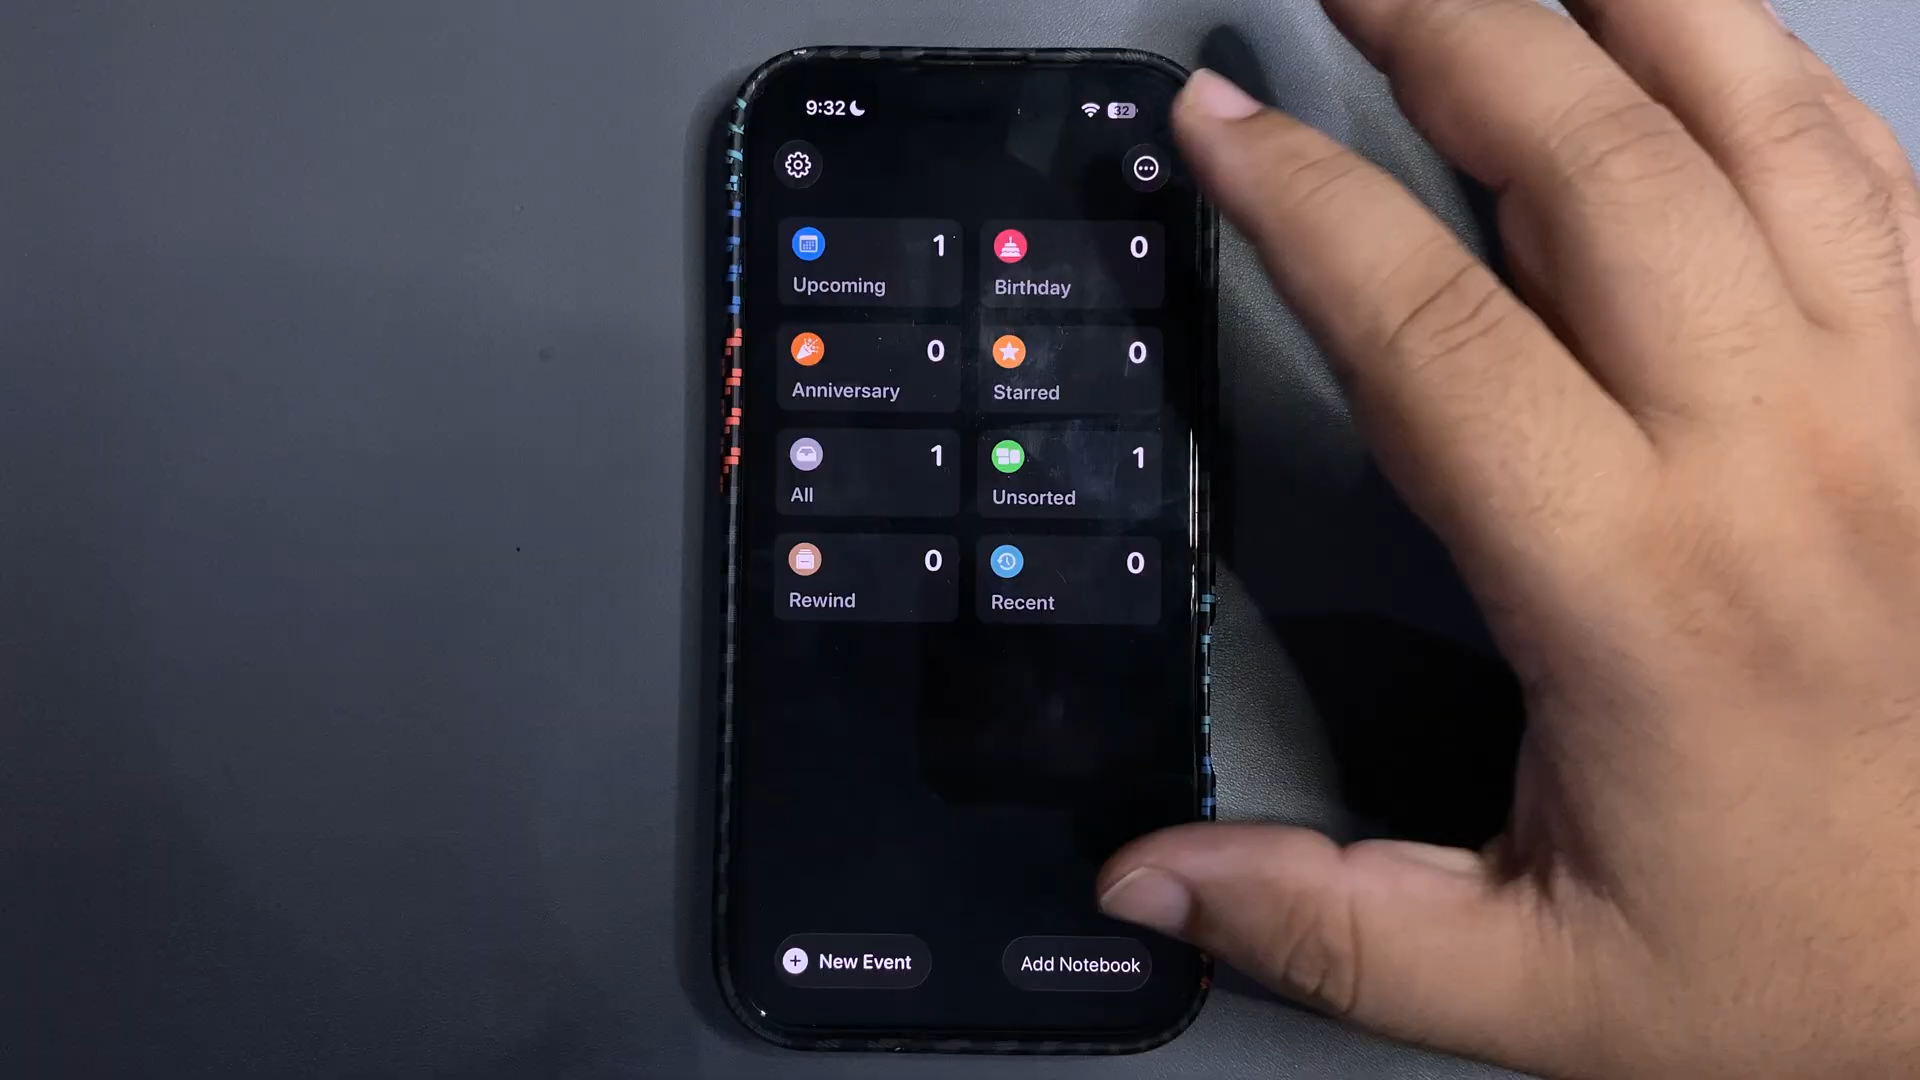 9:32 32
1 0
Upcoming Birthday
0 0
Anniversary Starred
1 1
All Unsorted
0 0
Rewind Recent
New Event Add Notebook